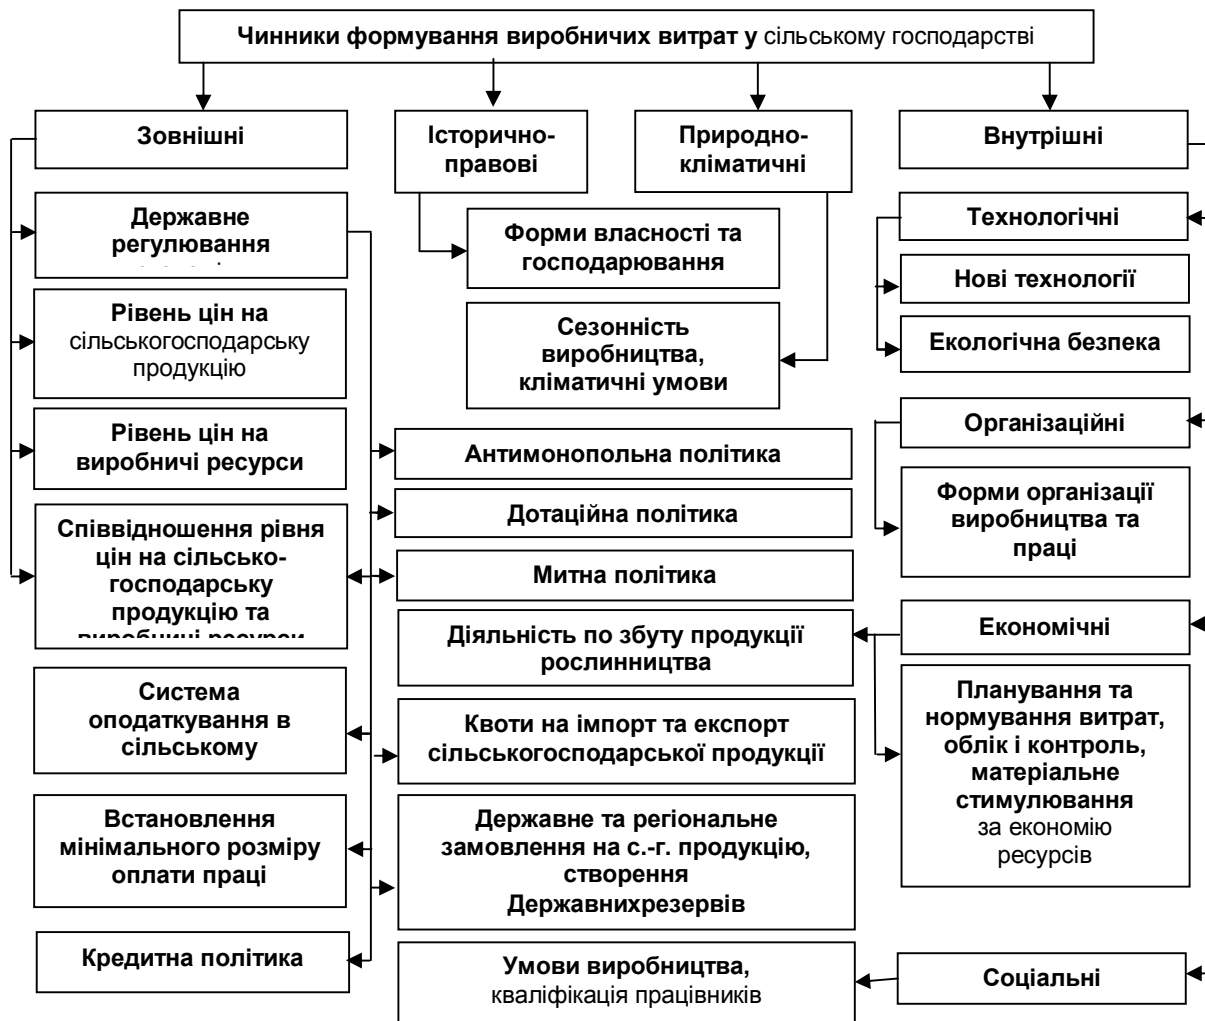 Чинники формування виробничих витрат у сільському господарстві
Зовнішні
Історично-
правові
Природно-
кліматичні
Внутрішні
Державне
регулювання
Рівень цін на
сільськогосподарську
продукцію
Рівень цін на
виробничі ресурси
Співвідношення рівня
цін на сільсько-
господарську
продукцію та
виробничі ресурси
Система
оподаткування в
сільському
Встановлення
мінімального розміру
оплати праці
Кредитна політика
Форми власності та
господарювання
Сезонність
виробництва,
кліматичні умови
Антимонопольна політика
Дотаційна політика
Митна політика
Діяльність по збуту продукції
рослинництва
Квоти на імпорт та експорт
сільськогосподарської продукції
Державне та регіональне
замовлення на с.-г. продукцію,
створення
Державнихрезервів
Умови виробництва,
кваліфікація працівників
Технологічні
Нові технології
Екологічна безпека
Організаційні
Форми організації
виробництва та
праці
Економічні
Планування та
нормування витрат,
облік і контроль,
матеріальне
стимулювання
за економію
ресурсів
Соціальні